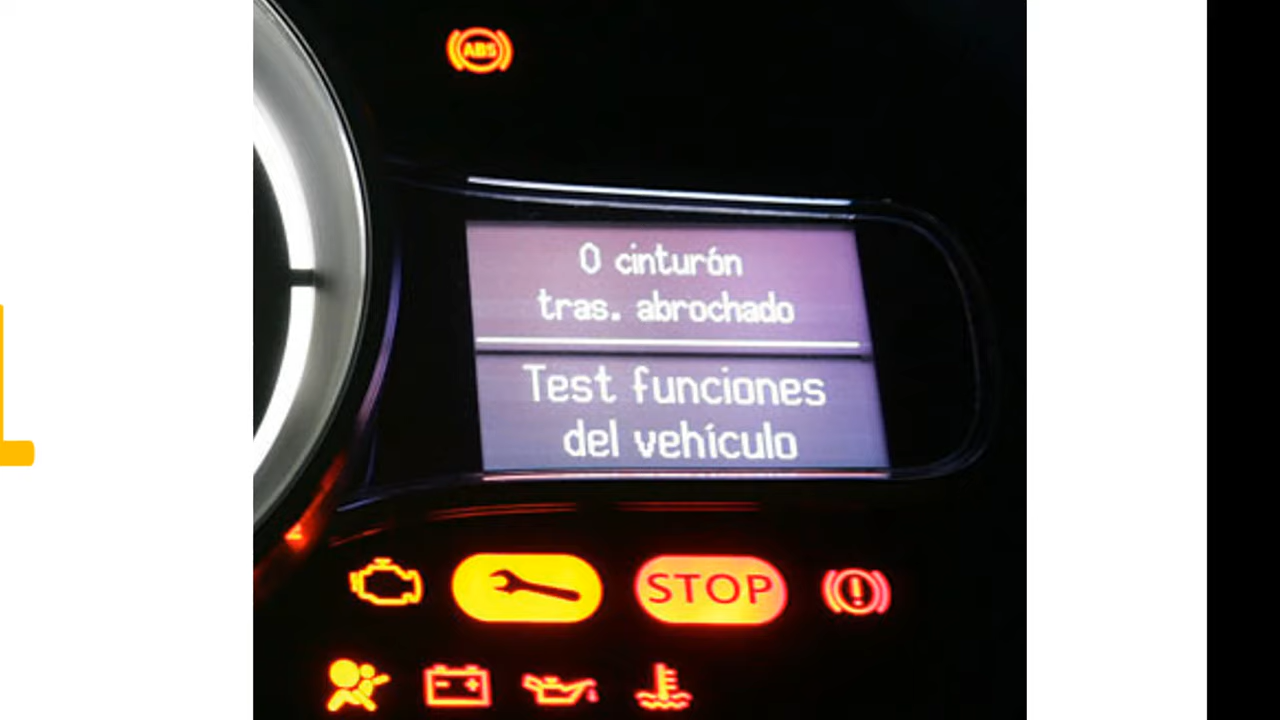 ABS
0 cinturón
tras. abrochado
Test funciones
del vehículo
STOP